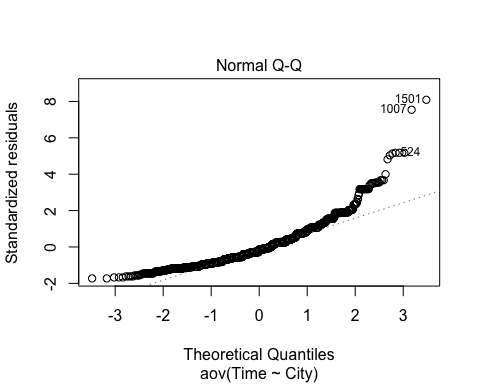 Normal Q-Q
Standardized residuals
8
6
4
2
0
-2
1501
1007
524
-3 -2 -1 0 1 2 3
Theoretical Quantiles
aov(Time ~ City)